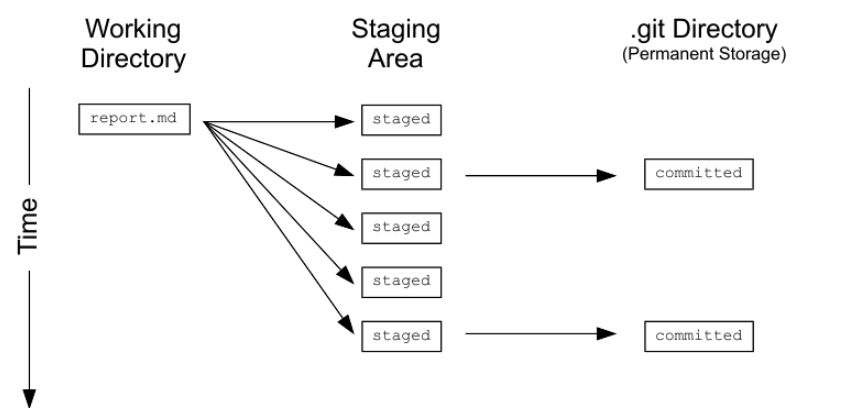 Working
Directory
Staging
Area
.git Directory
(Permanent Storage)
Time
report.md
staged
staged
committed
staged
staged
staged
committed